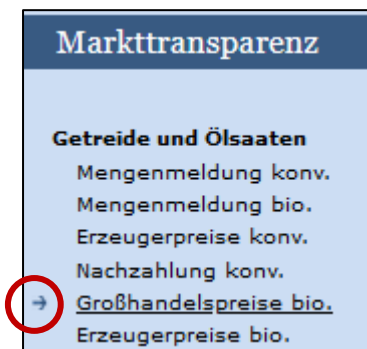 Markttransparenz
Getreide und Ölsaaten
Mengenmeldung konv.
Mengenmeldung bio.
Erzeugerpreise konv.
Nachzahlung konv.
Großhandelspreise bio.
Erzeugerpreise bio.